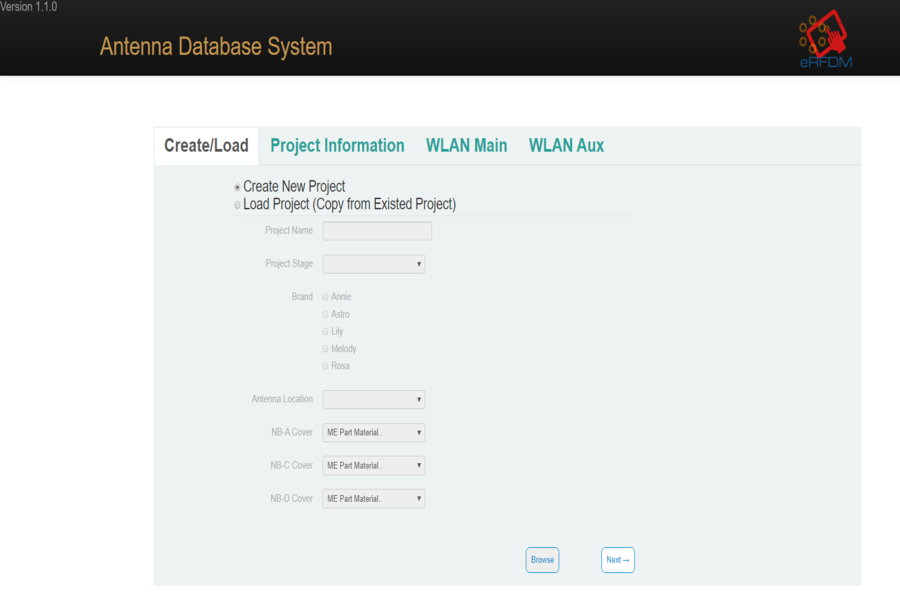 Version 1.1.0
Antenna Database System
eRFDM
Create/Load Project Information WLAN Main WLAN Aux
Create New Project
Load Project (Copy from Existed Project)
Project Name
Project Stage
Brand Annie
Astro
Lily
Melody
Rosa
Antenna Location
NB-A Cover ME Part Material..
NB-C Cover ME Part Material..
NB-D Cover ME Part Material..
Browse Next →